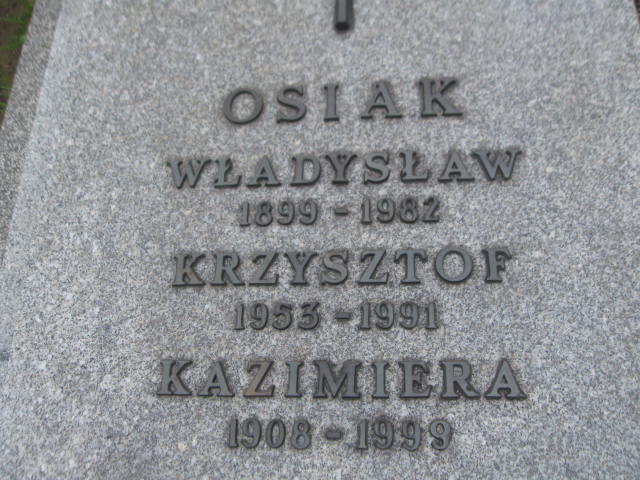 OSIAK
WŁADYSŁAW
1899 - 1982
KRZYSZTOF
1953 - 1991
KAZIMIERA
1908 - 1999